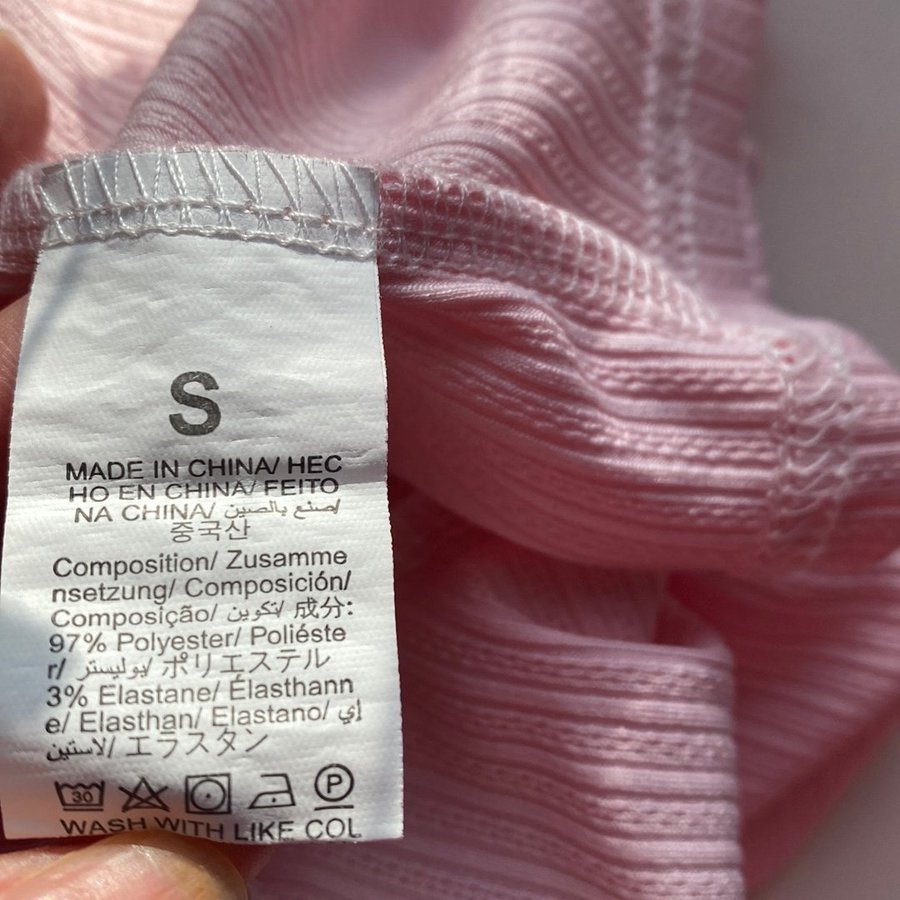 S
MADE IN CHINA/ HEC
HO EN CHINA/ FEITO
NA CHINA/ صنع بالصين/
중국산
Composition/ Zusamme
nsetzung/ Composición/
Composição/ تكوين/ 成分:
97% Polyester/ Poliéste
r/ بوليستر/ ポリエステル
3% Elastane/ Élasthann
e/ Elasthan/ Elastano/ إي
لاستين/ エラスタン
30 P
WASH WITH LIKE COL